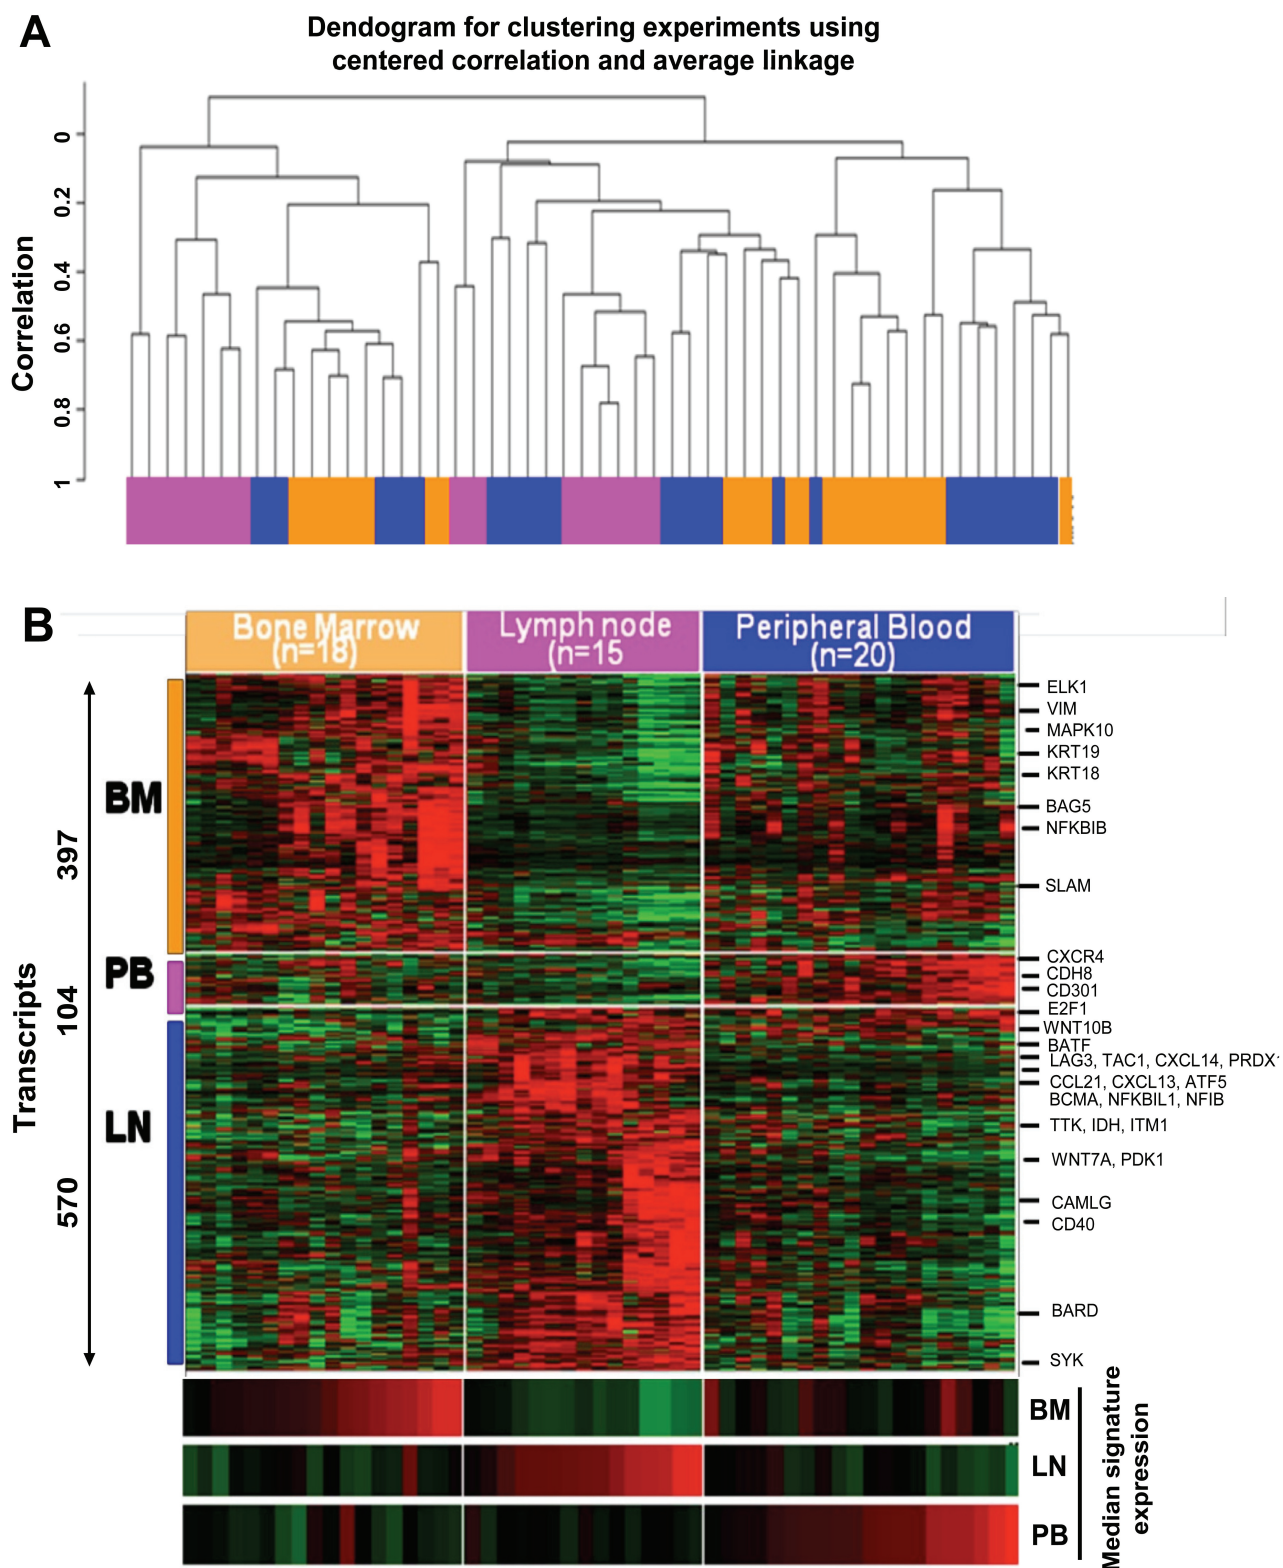 A
Dendogram for clustering experiments using
centered correlation and average linkage
Correlation
0
0.2
0.4
0.6
0.8
1
B
Bone Marrow
(n=18)
Lymph node
(n=15
Peripheral Blood
(n=20)
Transcripts
397
104
570
BM
PB
LN
ELK1
VIM
MAPK10
KRT19
KRT18
BAG5
NFKBIB
SLAM
CXCR4
CDH8
CD301
E2F1
WNT10B
BATF
LAG3, TAC1, CXCL14, PRDX1
CCL21, CXCL13, ATF5
BCMA, NFKBIL1, NFIB
TTK, IDH, ITM1
WNT7A, PDK1
CAMLG
CD40
BARD
SYK
BM
LN
PB
Median signature
expression